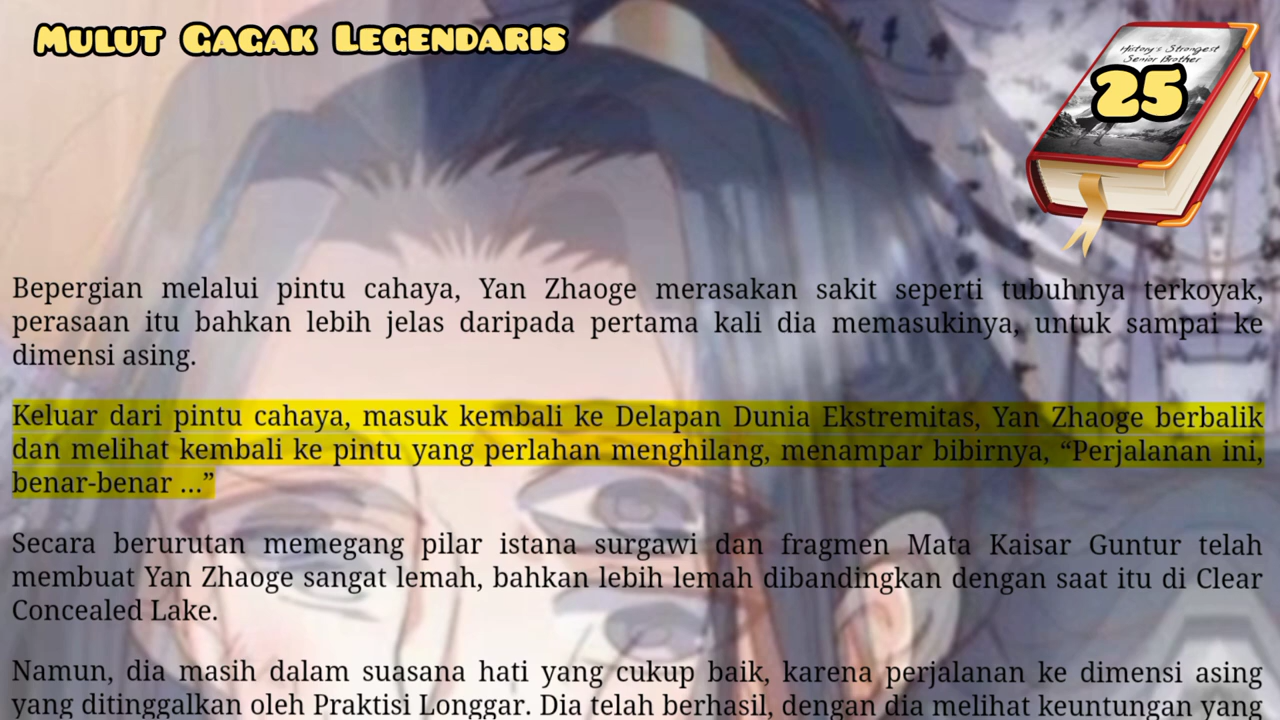 Mulut Gagak Legendaris
History's Strongest
Senior Brother
25
Bepergian melalui pintu cahaya, Yan Zhaoge merasakan sakit seperti tubuhnya terkoyak,
perasaan itu bahkan lebih jelas daripada pertama kali dia memasukinya, untuk sampai ke
dimensi asing.
Keluar dari pintu cahaya, masuk kembali ke Delapan Dunia Ekstremitas, Yan Zhaoge berbalik
dan melihat kembali ke pintu yang perlahan menghilang, menampar bibirnya, “Perjalanan ini,
benar-benar ...”
Secara berurutan memegang pilar istana surgawi dan fragmen Mata Kaisar Guntur telah
membuat Yan Zhaoge sangat lemah, bahkan lebih lemah dibandingkan dengan saat itu di Clear
Concealed Lake.
Namun, dia masih dalam suasana hati yang cukup baik, karena perjalanan ke dimensi asing
yang ditinggalkan oleh Praktisi Longgar. Dia telah berhasil, dengan dia melihat keuntungan yang